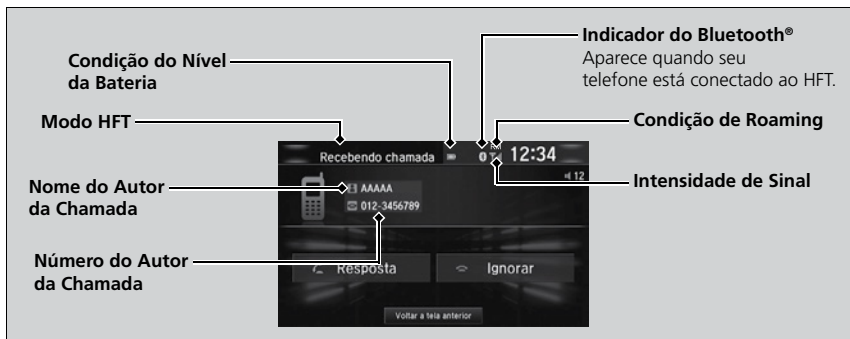 Indicador do Bluetooth®
Aparece quando seu
telefone está conectado ao HFT.
Condição do Nível
da Bateria
Modo HFT
Condição de Roaming
Nome do Autor
da Chamada
Intensidade de Sinal
Número do Autor
da Chamada
Recebendo chamada
RM
12:34
12
AAAAA
012-3456789
Resposta
Ignorar
Voltar a tela anterior